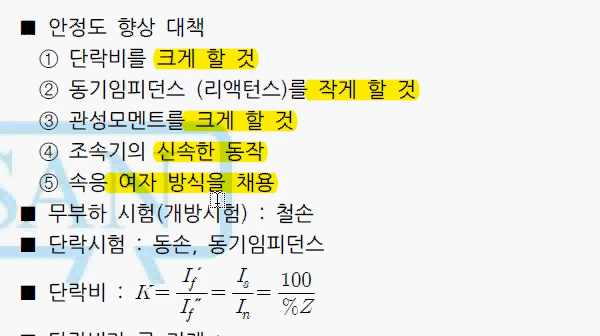 ■ 안정도 향상 대책
① 단락비를 크게 할 것
② 동기임피던스 (리액턴스)를 작게 할 것
③ 관성모멘트를 크게 할 것
④ 조속기의 신속한 동작
⑤ 속응 여자 방식을 채용
■ 무부하 시험(개방시험) : 철손
■ 단락시험 : 동손, 동기임피던스
■ 단락비 : K = I_f′ / I_f″ = I_s / I_n = 100 / %Z